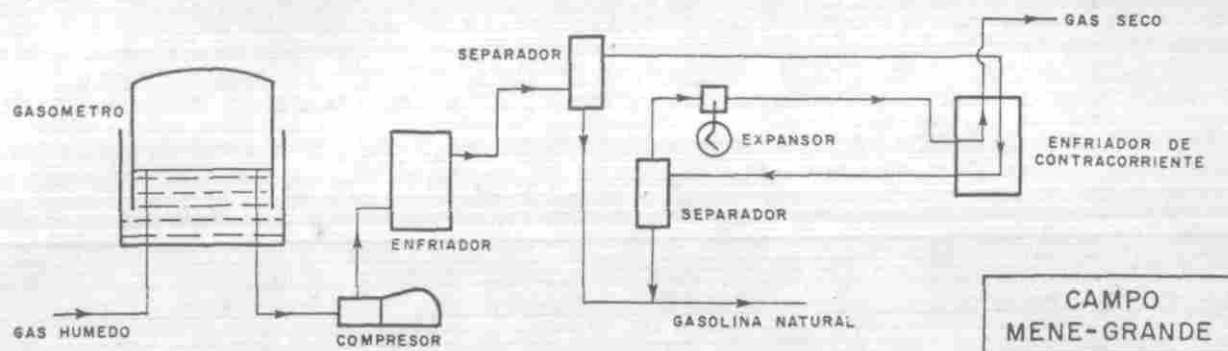 GAS SECO
SEPARADOR
GASOMETRO
EXPANSOR
ENFRIADOR DE
CONTRACORRIENTE
SEPARADOR
ENFRIADOR
GAS HUMEDO
COMPRESOR
GASOLINA NATURAL
CAMPO
MENE-GRANDE